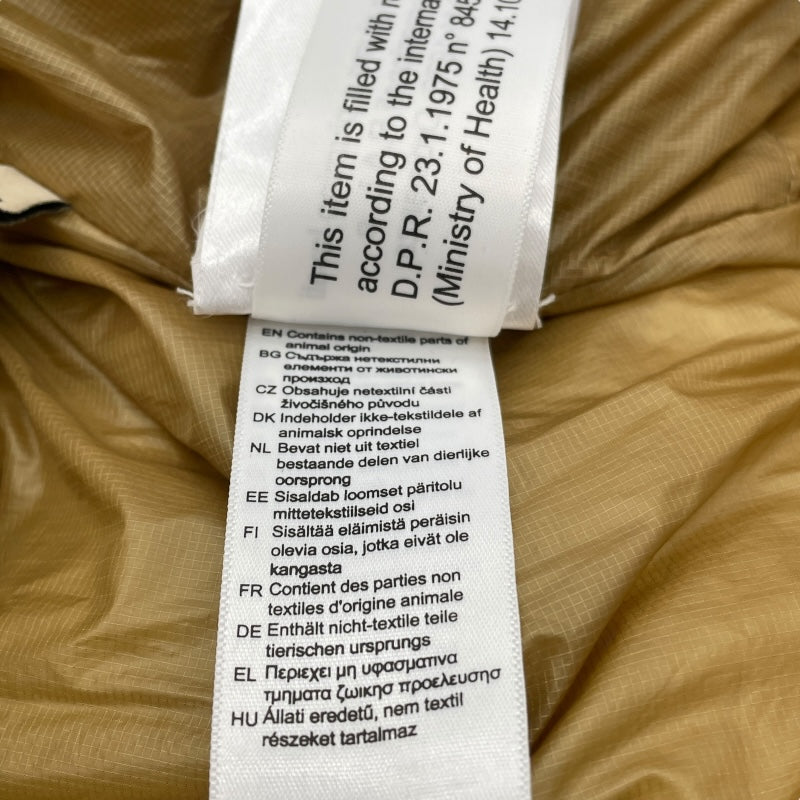 This item is filled with
according to the interna
D.P.R. 23.1.1975 n° 845
(Ministry of Health) 14.10
EN Contains non-textile parts of
animal origin
BG Съдържа нетекстилни
елементи от животински
произход
CZ Obsahuje netextilní části
živočišného původu
DK Indeholder ikke-tekstildele af
animalsk oprindelse
NL Bevat niet uit textiel
bestaande delen van dierlijke
oorsprong
EE Sisaldab loomset päritolu
mittetekstiilseid osi
FI Sisältää eläimistä peräisin
olevia osia, jotka eivät ole
kangasta
FR Contient des parties non
textiles d'origine animale
DE Enthält nicht-textile teile
tierischen ursprungs
EL Περιεχει μη υφασματινα
τμηματα ζωικησ προελευσησ
HU Állati eredetű, nem textil
részeket tartalmaz